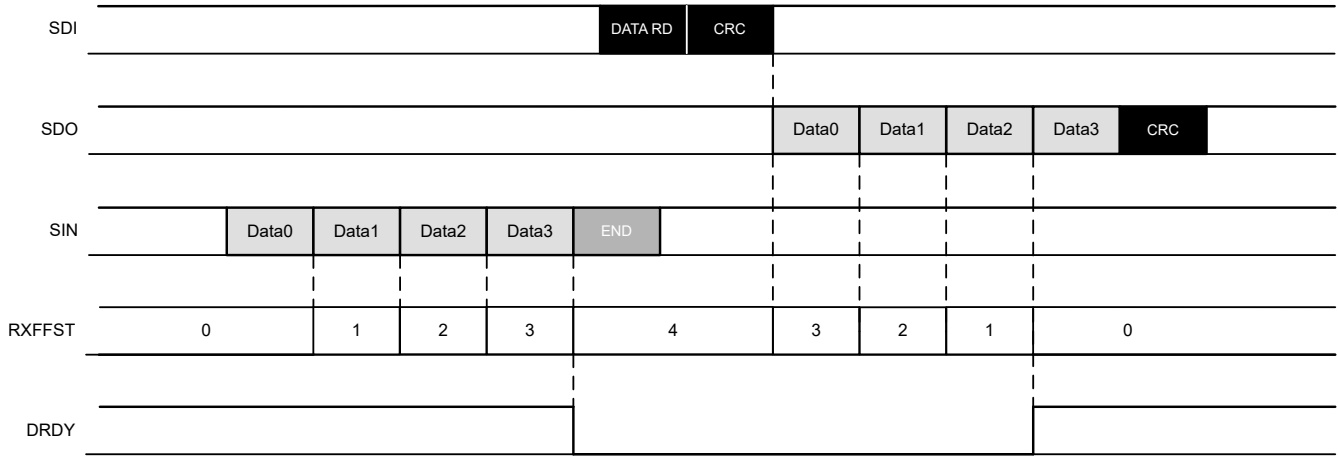 SDI DATA RD CRC
SDO Data0 Data1 Data2 Data3 CRC
SIN Data0 Data1 Data2 Data3 END
RXFFST 0 1 2 3 4 3 2 1 0
DRDY